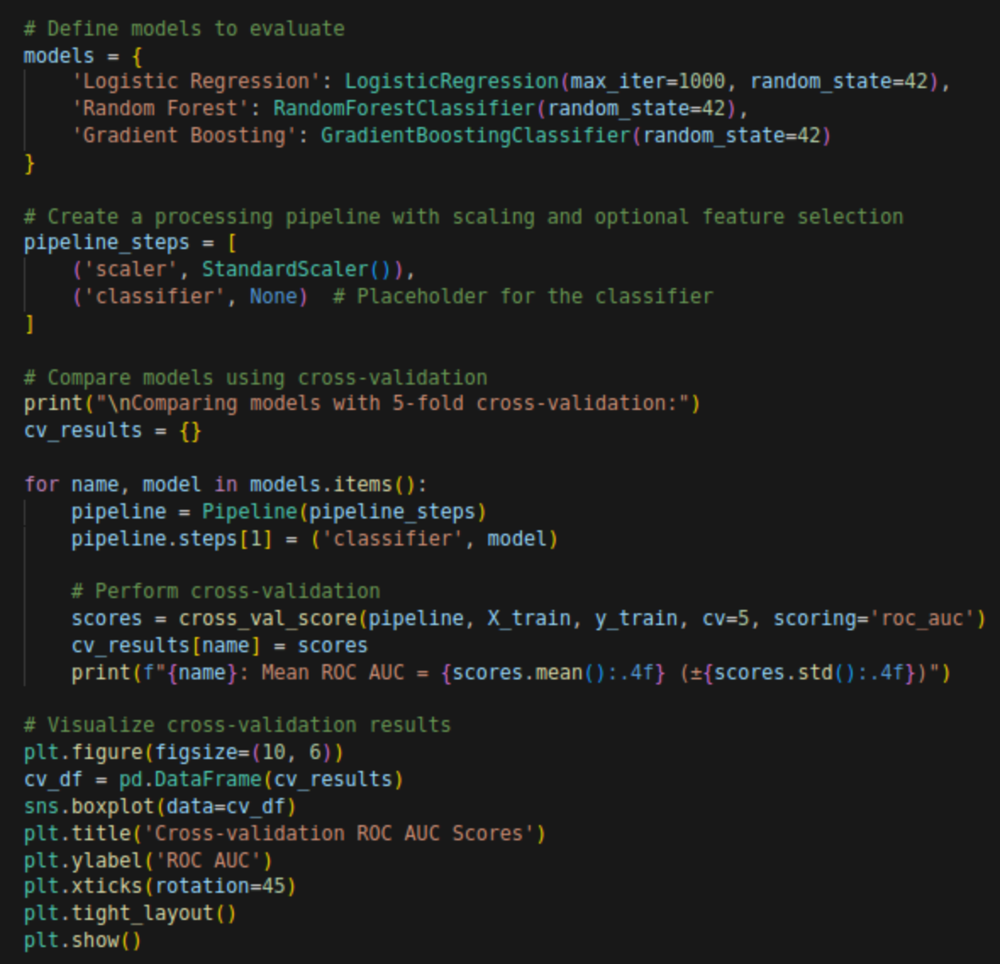 # Define models to evaluate
models = {
    'Logistic Regression': LogisticRegression(max_iter=1000, random_state=42),
    'Random Forest': RandomForestClassifier(random_state=42),
    'Gradient Boosting': GradientBoostingClassifier(random_state=42)
}

# Create a processing pipeline with scaling and optional feature selection
pipeline_steps = [
    ('scaler', StandardScaler()),
    ('classifier', None)  # Placeholder for the classifier
]

# Compare models using cross-validation
print("\nComparing models with 5-fold cross-validation:")
cv_results = {}

for name, model in models.items():
    pipeline = Pipeline(pipeline_steps)
    pipeline.steps[1] = ('classifier', model)

    # Perform cross-validation
    scores = cross_val_score(pipeline, X_train, y_train, cv=5, scoring='roc_auc')
    cv_results[name] = scores
    print(f"{name}: Mean ROC AUC = {scores.mean():.4f} (±{scores.std():.4f})")

# Visualize cross-validation results
plt.figure(figsize=(10, 6))
cv_df = pd.DataFrame(cv_results)
sns.boxplot(data=cv_df)
plt.title('Cross-validation ROC AUC Scores')
plt.ylabel('ROC AUC')
plt.xticks(rotation=45)
plt.tight_layout()
plt.show()